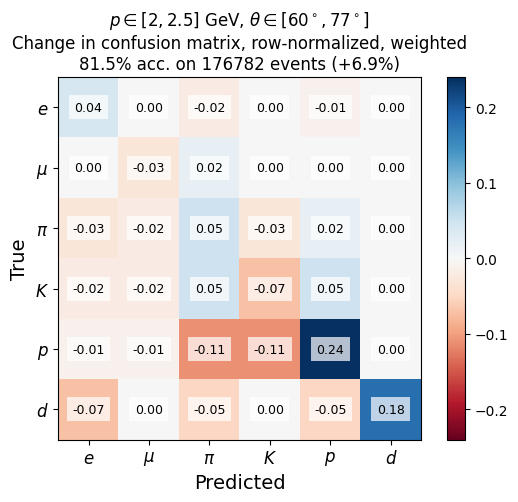 p ∈ [2, 2.5] GeV, θ ∈ [60°, 77°]
Change in confusion matrix, row-normalized, weighted
81.5% acc. on 176782 events (+6.9%)
e 0.04 0.00 -0.02 0.00 -0.01 0.00
μ 0.00 -0.03 0.02 0.00 0.00 0.00
π -0.03 -0.02 0.05 -0.03 0.02 0.00
K -0.02 -0.02 0.05 -0.07 0.05 0.00
p -0.01 -0.01 -0.11 -0.11 0.24 0.00
d -0.07 0.00 -0.05 0.00 -0.05 0.18
e μ π K p d
Predicted
True
0.2
0.1
0.0
−0.1
−0.2